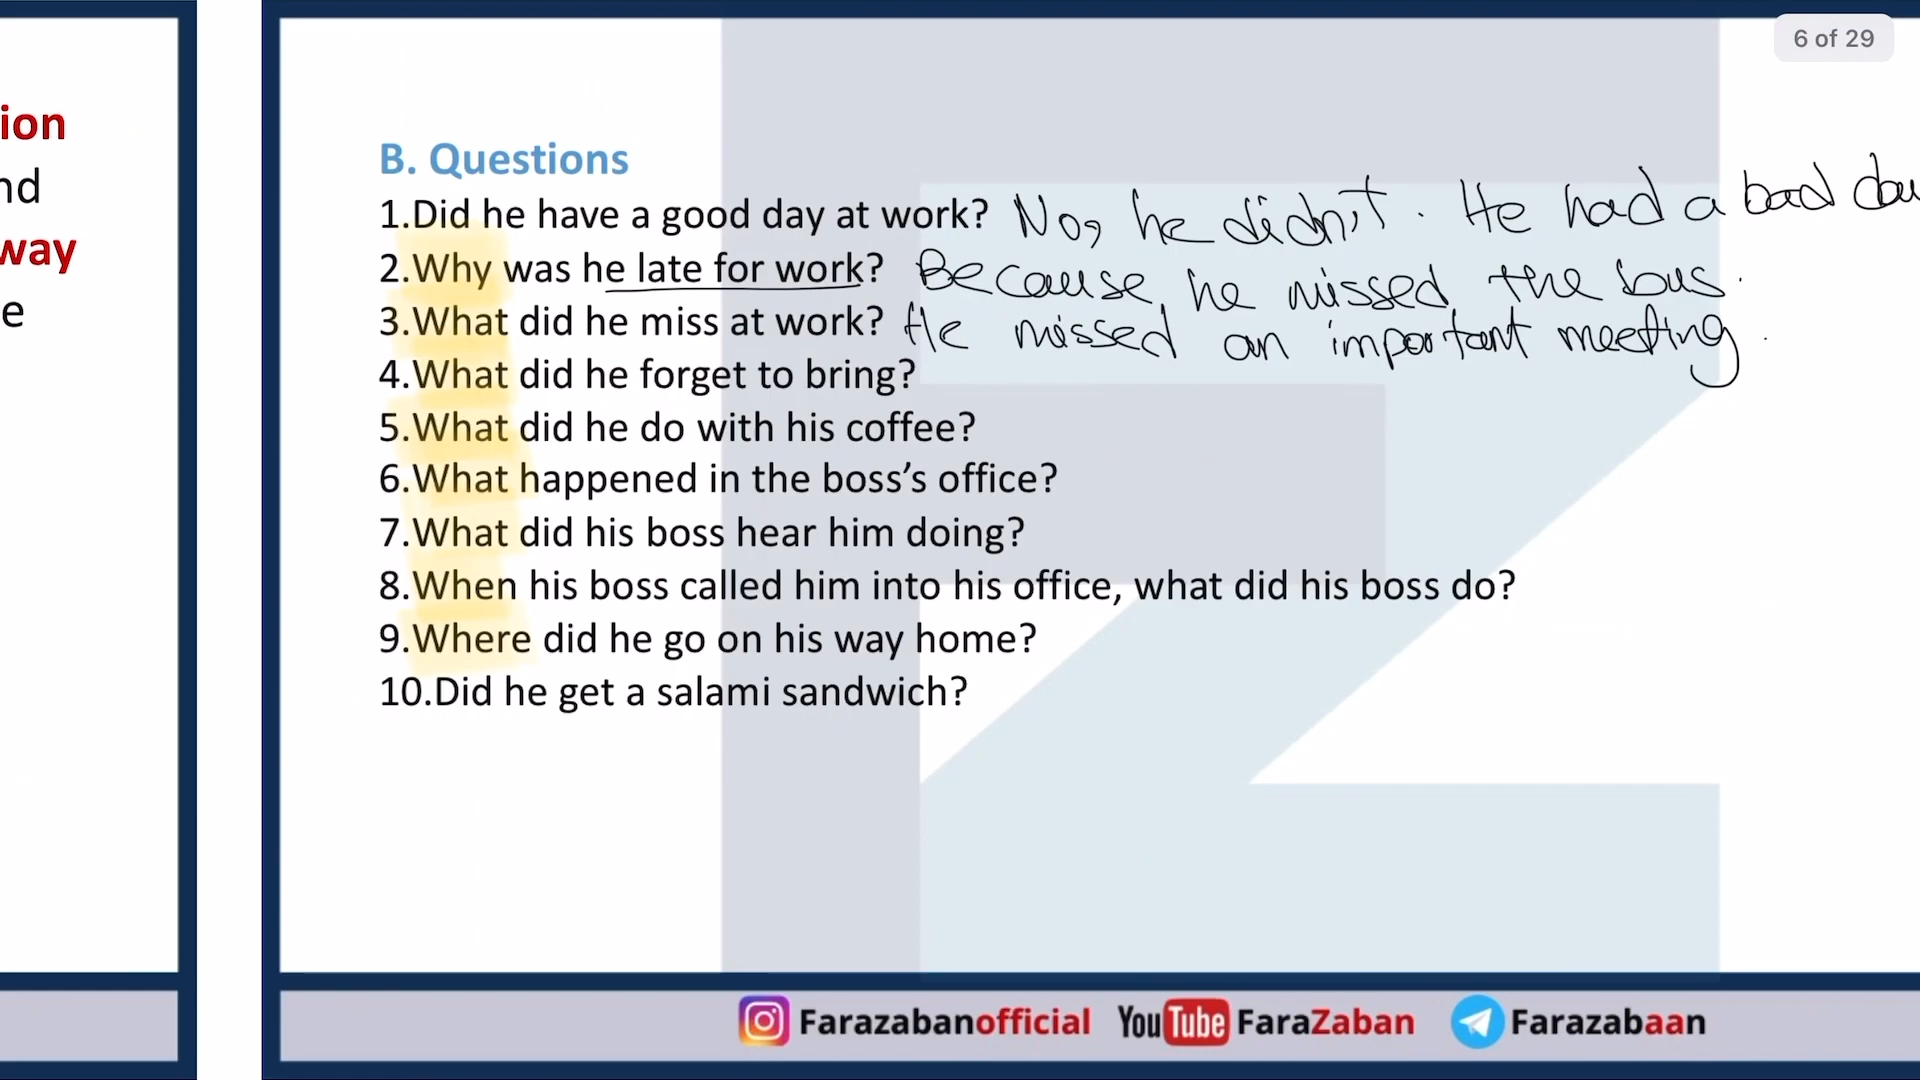 6 of 29
ion
nd
way
e
B. Questions
1.Did he have a good day at work? No, he didn't. He had a bad
2.Why was he late for work? Because he missed the bus.
3.What did he miss at work? He missed an important meeting.
4.What did he forget to bring?
5.What did he do with his coffee?
6.What happened in the boss’s office?
7.What did his boss hear him doing?
8.When his boss called him into his office, what did his boss do?
9.Where did he go on his way home?
10.Did he get a salami sandwich?
Farazabanofficial YouTube FaraZaban Farazabaan